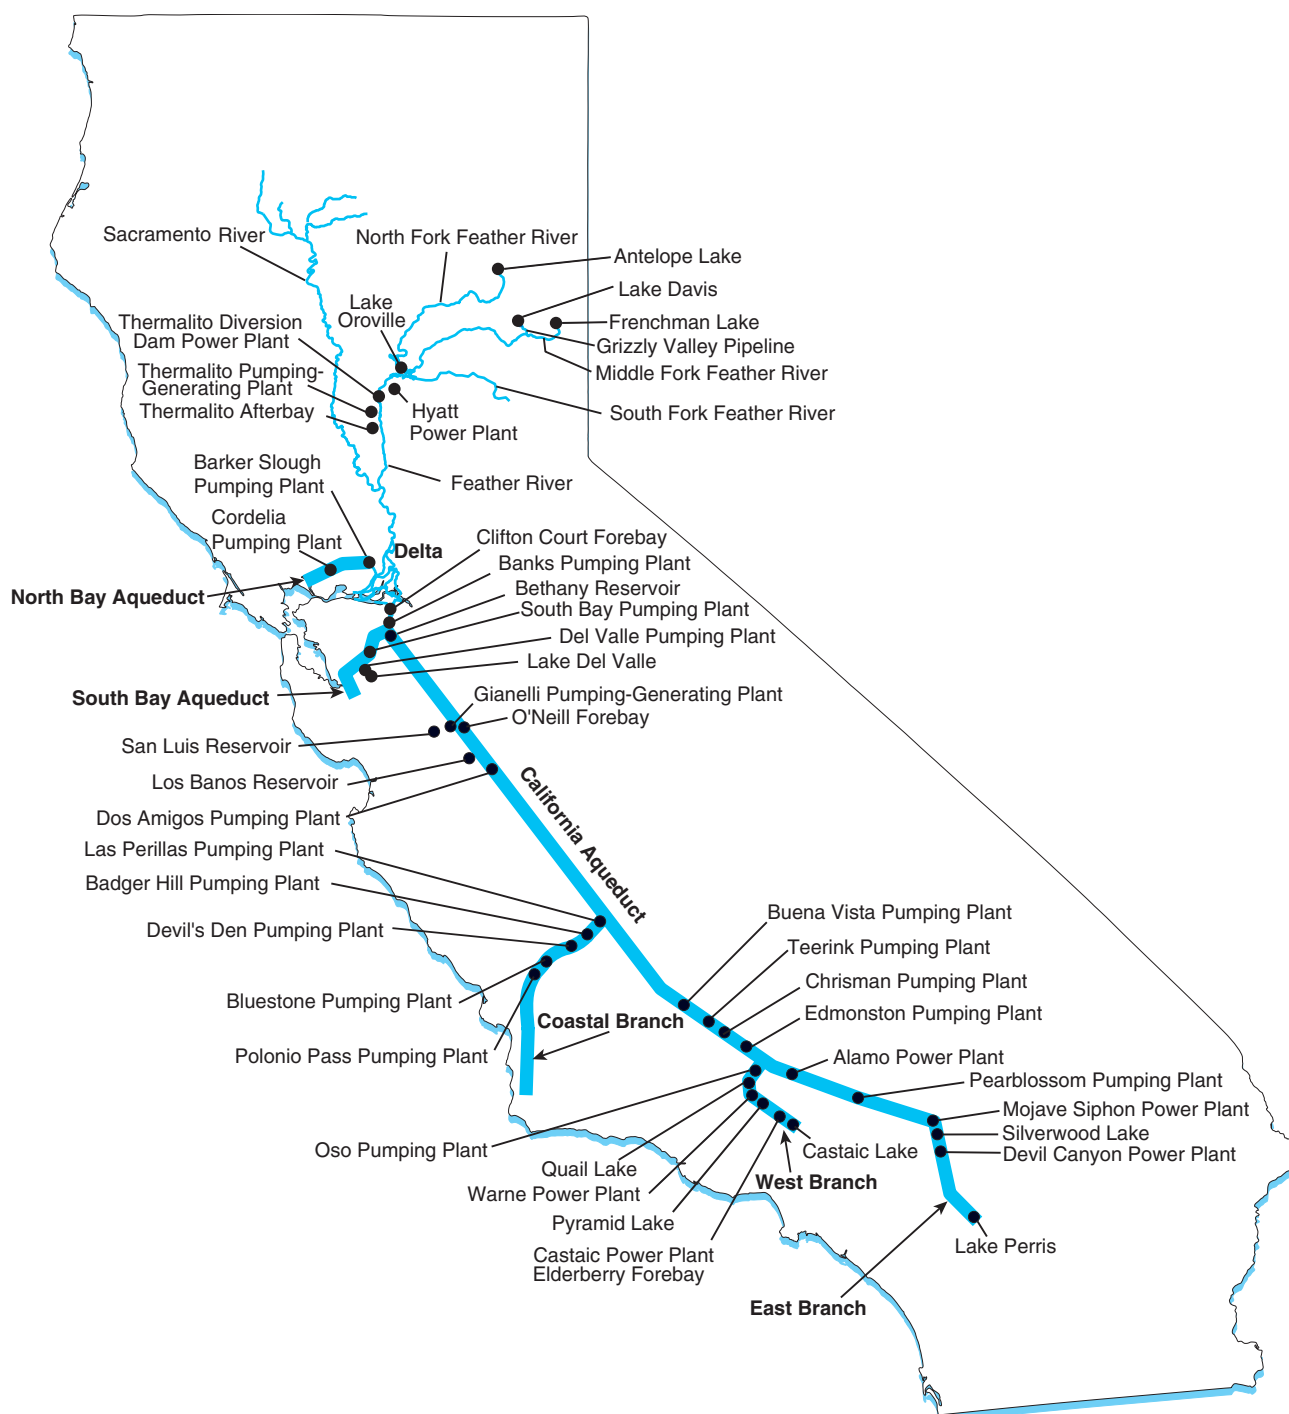 Sacramento River
North Fork Feather River
Antelope Lake
Lake Davis
Lake
Oroville
Frenchman Lake
Thermalito Diversion
Dam Power Plant
Grizzly Valley Pipeline
Middle Fork Feather River
Thermalito Pumping-
Generating Plant
Thermalito Afterbay
Hyatt
Power Plant
South Fork Feather River
Barker Slough
Pumping Plant
Feather River
Cordelia
Pumping Plant
Delta
Clifton Court Forebay
Banks Pumping Plant
Bethany Reservoir
North Bay Aqueduct
South Bay Pumping Plant
Del Valle Pumping Plant
Lake Del Valle
South Bay Aqueduct
Gianelli Pumping-Generating Plant
O'Neill Forebay
San Luis Reservoir
Los Banos Reservoir
Dos Amigos Pumping Plant
California Aqueduct
Las Perillas Pumping Plant
Badger Hill Pumping Plant
Devil's Den Pumping Plant
Buena Vista Pumping Plant
Teerink Pumping Plant
Chrisman Pumping Plant
Bluestone Pumping Plant
Edmonston Pumping Plant
Coastal Branch
Polonio Pass Pumping Plant
Alamo Power Plant
Pearblossom Pumping Plant
Mojave Siphon Power Plant
Silverwood Lake
Devil Canyon Power Plant
Oso Pumping Plant
Castaic Lake
Quail Lake
West Branch
Warne Power Plant
Pyramid Lake
Lake Perris
Castaic Power Plant
Elderberry Forebay
East Branch